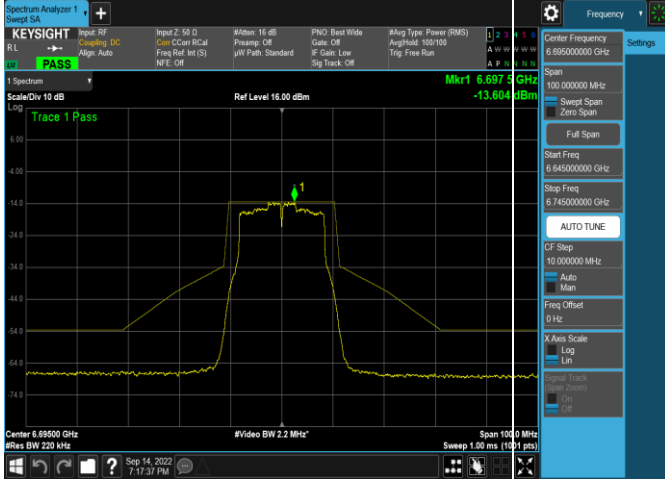 Spectrum Analyzer 1
Swept SA
+
Frequency
KEYSIGHT
R L
LV
PASS
Input: RF
Coupling: DC
Align: Auto
Input Z: 50 Ω
Corr CCorr RCal
Freq Ref: Int (S)
NFE: Off
#Atten: 16 dB
Preamp: Off
µW Path: Standard
PNO: Best Wide
Gate: Off
IF Gain: Low
Sig Track: Off
#Avg Type: Power (RMS)
Avg|Hold: 100/100
Trig: Free Run
1 2 3 4 5 6
A W W W W W
A P N N N N
1 Spectrum
Scale/Div 10 dB
Log
Ref Level 16.00 dBm
Mkr1 6.697 5 GHz
-13.604 dBm
Trace 1 Pass
1
6.00
-4.00
-14.0
-24.0
-34.0
-44.0
-54.0
-64.0
-74.0
Center 6.69500 GHz
#Res BW 220 kHz
#Video BW 2.2 MHz*
Span 100.0 MHz
Sweep 1.00 ms (1001 pts)
Sep 14, 2022
7:17:37 PM
?
Settings
Center Frequency
6.695000000 GHz
Span
100.000000 MHz
Swept Span
Zero Span
Full Span
Start Freq
6.645000000 GHz
Stop Freq
6.745000000 GHz
AUTO TUNE
CF Step
10.000000 MHz
Auto
Man
Freq Offset
0 Hz
X Axis Scale
Log
Lin
Signal Track
(Span Zoom)
On
Off